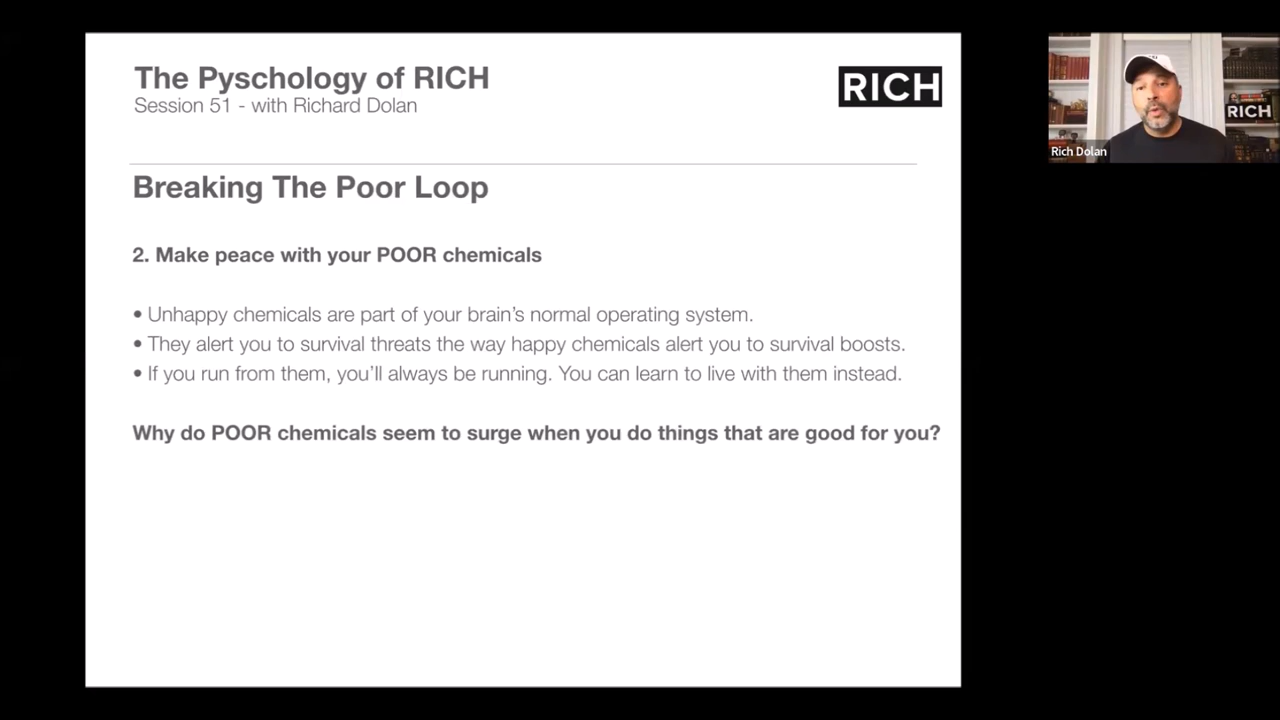 The Pyschology of RICH
Session 51 - with Richard Dolan
RICH
Breaking The Poor Loop
2. Make peace with your POOR chemicals
• Unhappy chemicals are part of your brain’s normal operating system.
• They alert you to survival threats the way happy chemicals alert you to survival boosts.
• If you run from them, you’ll always be running. You can learn to live with them instead.
Why do POOR chemicals seem to surge when you do things that are good for you?
RICH
Rich Dolan